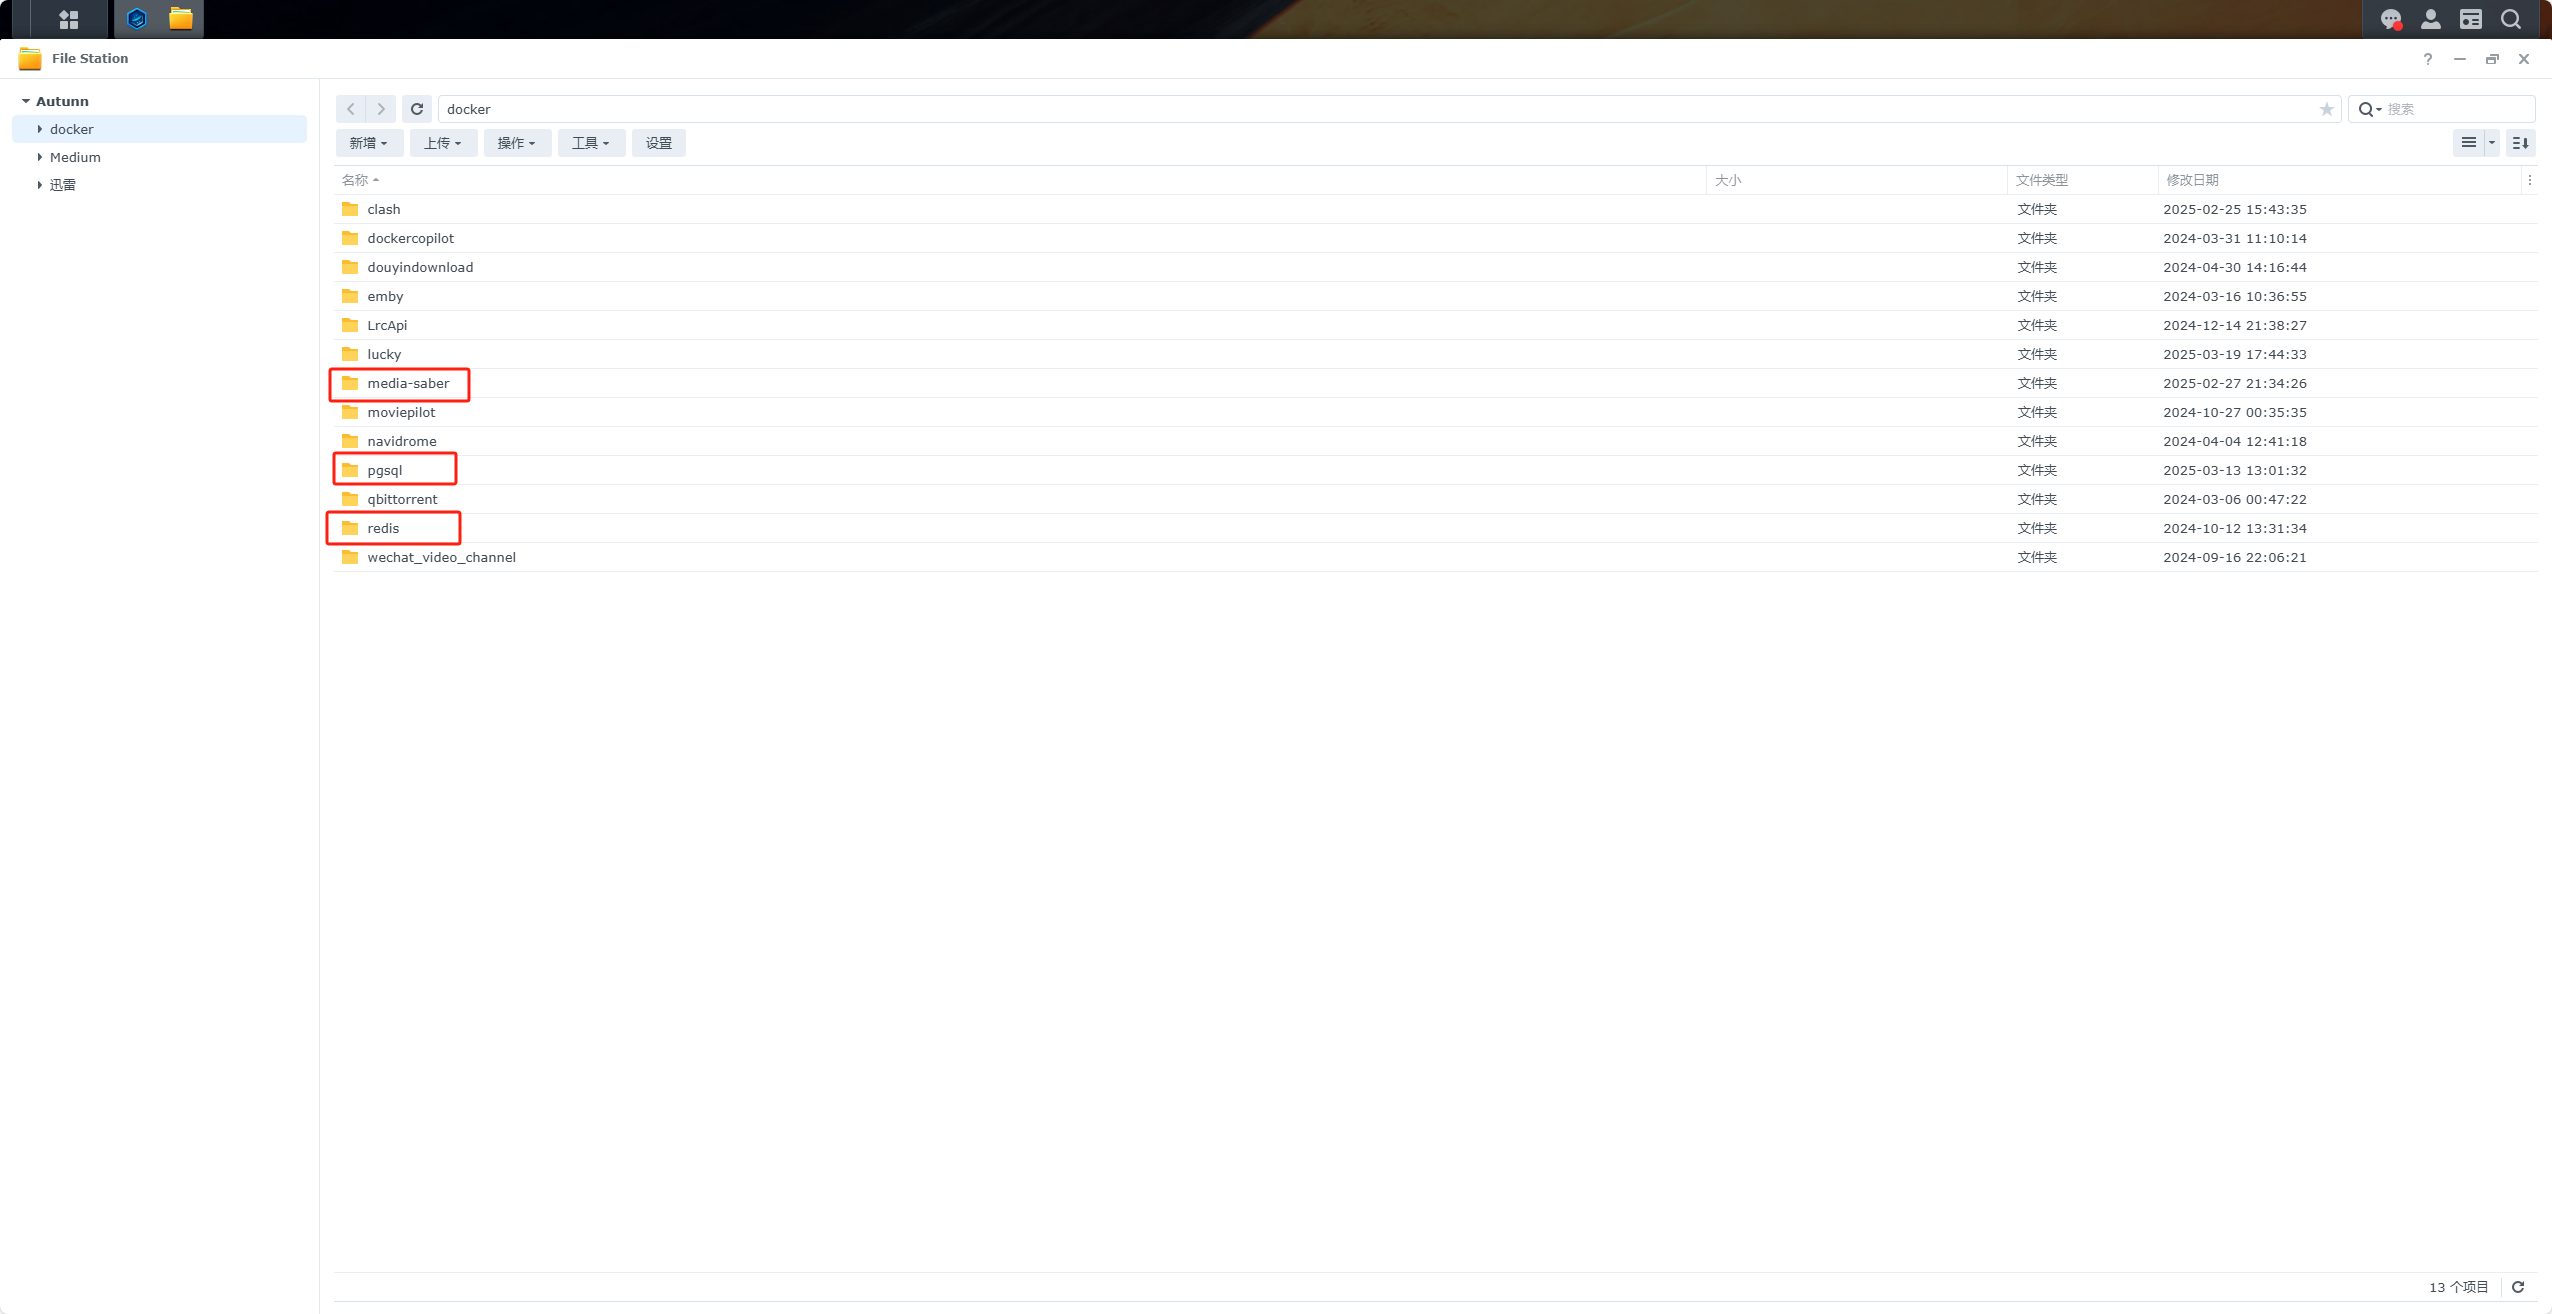 File Station
Autunn
docker
Medium
迅雷
docker
搜索
新增 上传 操作 工具 设置
名称 大小 文件类型 修改日期
clash 文件夹 2025-02-25 15:43:35
dockercopilot 文件夹 2024-03-31 11:10:14
douyindownload 文件夹 2024-04-30 14:16:44
emby 文件夹 2024-03-16 10:36:55
LrcApi 文件夹 2024-12-14 21:38:27
lucky 文件夹 2025-03-19 17:44:33
media-saber 文件夹 2025-02-27 21:34:26
moviepilot 文件夹 2024-10-27 00:35:35
navidrome 文件夹 2024-04-04 12:41:18
pgsql 文件夹 2025-03-13 13:01:32
qbittorrent 文件夹 2024-03-06 00:47:22
redis 文件夹 2024-10-12 13:31:34
wechat_video_channel 文件夹 2024-09-16 22:06:21
13 个项目